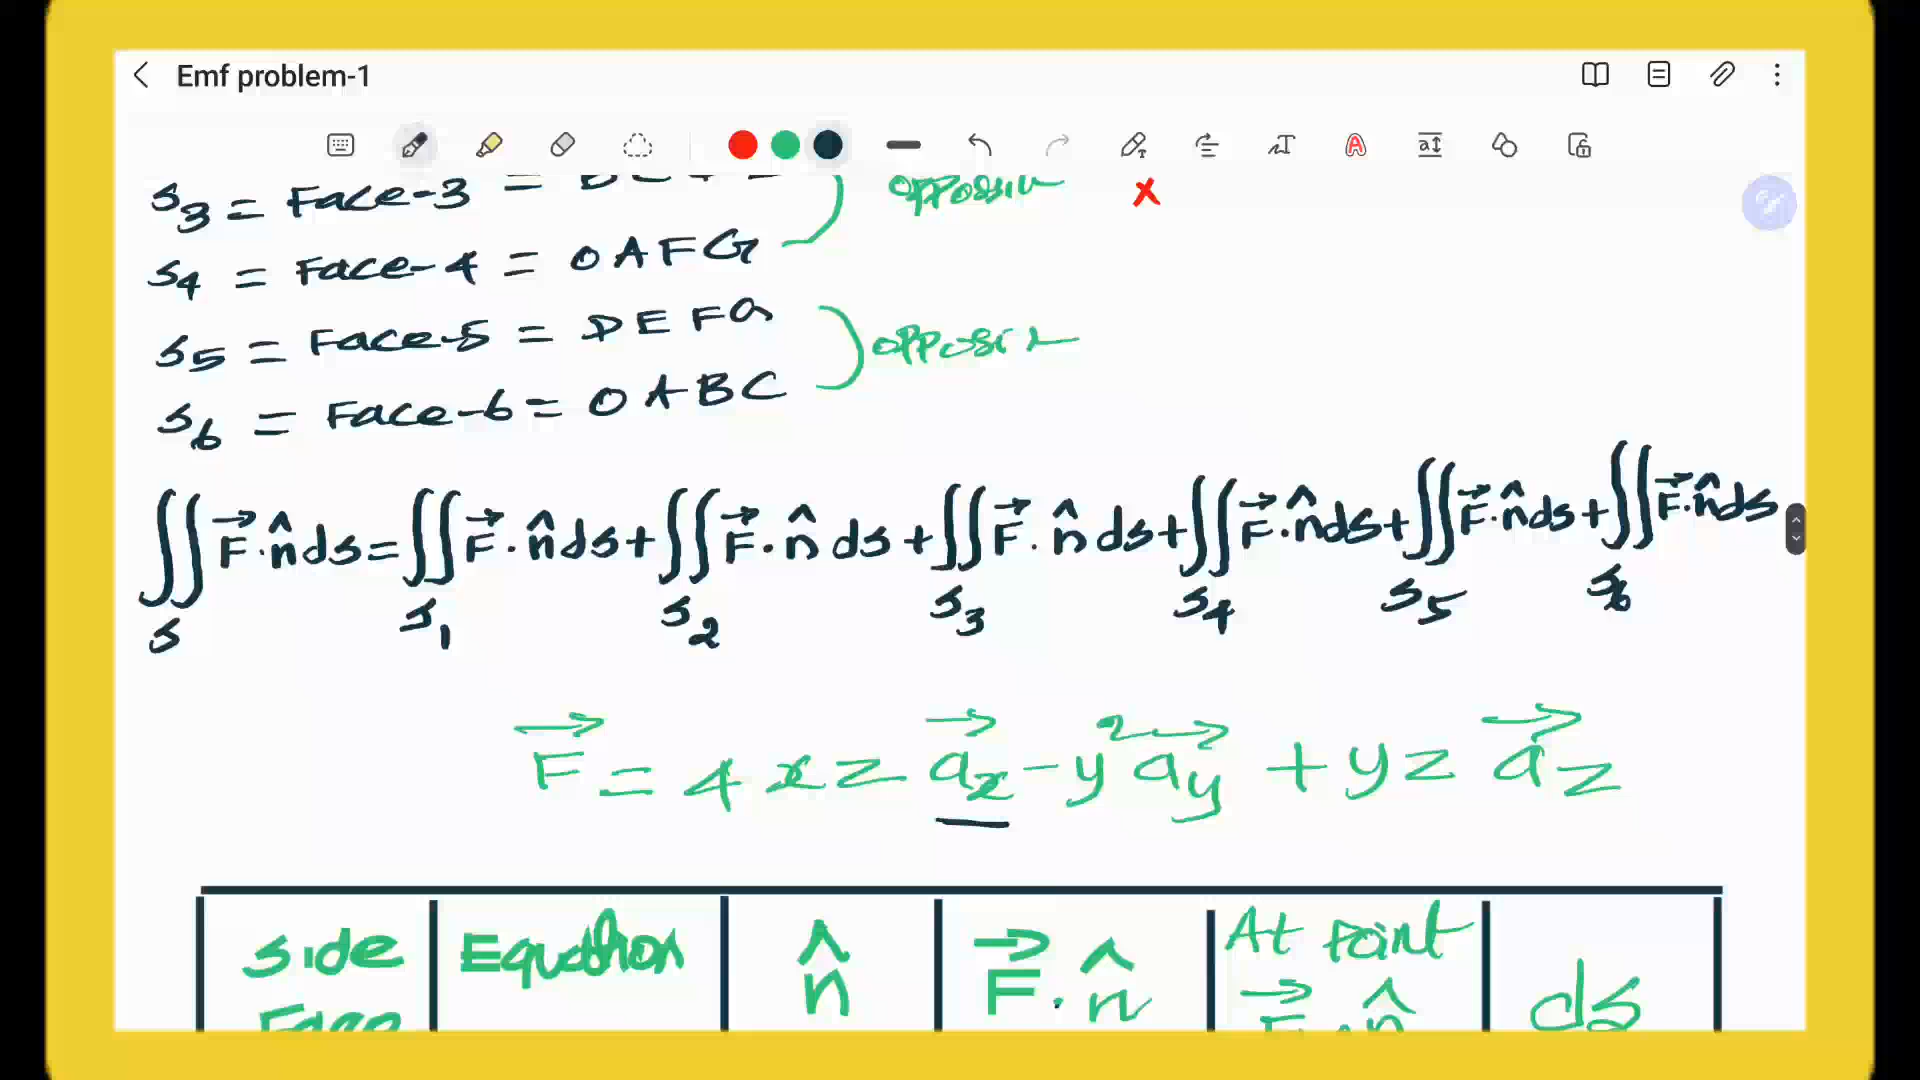 Emf problem-1
S3 = Face-3 =
opposite
x
S4 = Face-4 = OAFG
S5 = Face-5 = DEFG
opposite
S6 = Face-6 = OABC
∬S F⃗·n̂ds = ∬S1 F⃗·n̂ds + ∬S2 F⃗·n̂ds + ∬S3 F⃗·n̂ds + ∬S4 F⃗·n̂ds + ∬S5 F⃗·n̂ds + ∬S6 F⃗·n̂ds
F⃗ = 4xz a⃗x - y² a⃗y + yz a⃗z
Side Face
Equation
n̂
F⃗·n̂
At point F⃗·n̂
ds